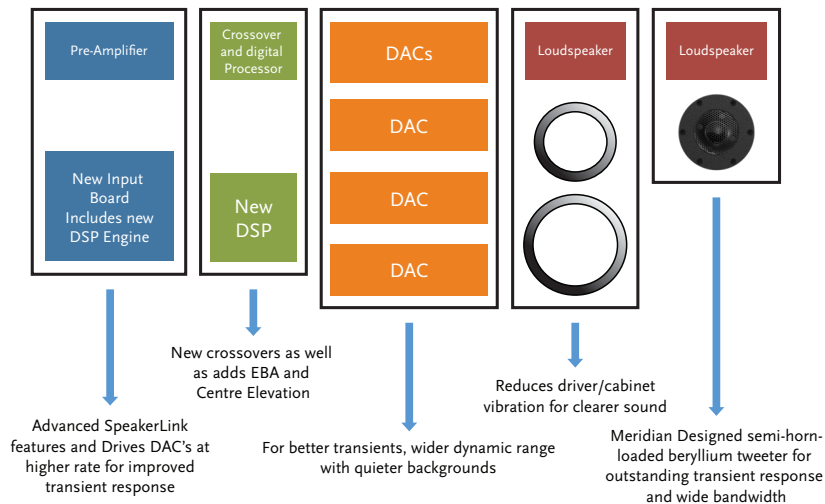 Pre-Amplifier
New Input
Board
Includes new
DSP Engine
Crossover
and digital
Processor
New
DSP
DACs
DAC
DAC
DAC
Loudspeaker
Loudspeaker
Advanced SpeakerLink
features and Drives DAC's at
higher rate for improved
transient response
New crossovers as well
as adds EBA and
Centre Elevation
For better transients, wider dynamic range
with quieter backgrounds
Reduces driver/cabinet
vibration for clearer sound
Meridian Designed semi-horn-
loaded beryllium tweeter for
outstanding transient response
and wide bandwidth